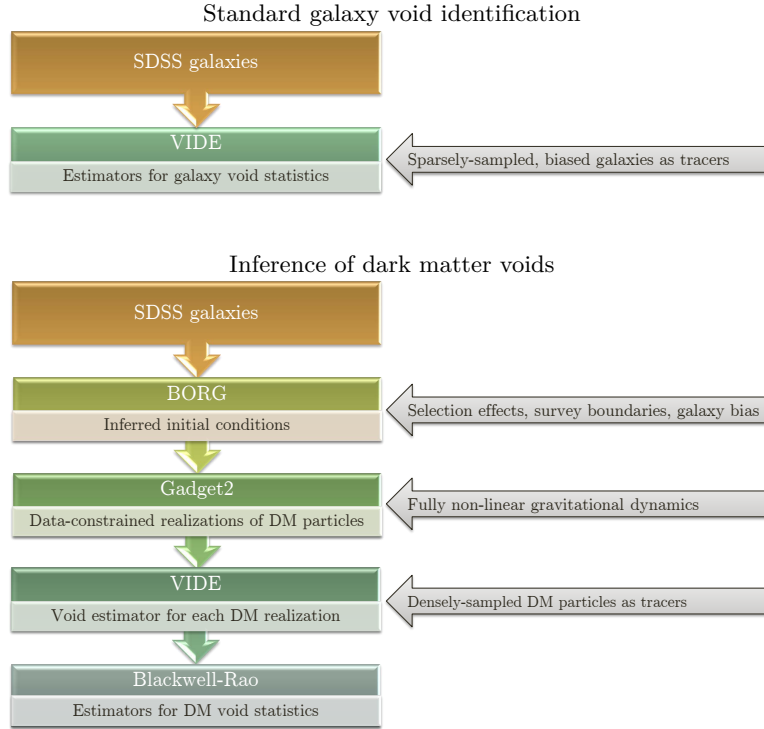 Standard galaxy void identification
SDSS galaxies
VIDE
Estimators for galaxy void statistics
Sparsely-sampled, biased galaxies as tracers
Inference of dark matter voids
SDSS galaxies
BORG
Inferred initial conditions
Selection effects, survey boundaries, galaxy bias
Gadget2
Data-constrained realizations of DM particles
Fully non-linear gravitational dynamics
VIDE
Void estimator for each DM realization
Densely-sampled DM particles as tracers
Blackwell-Rao
Estimators for DM void statistics